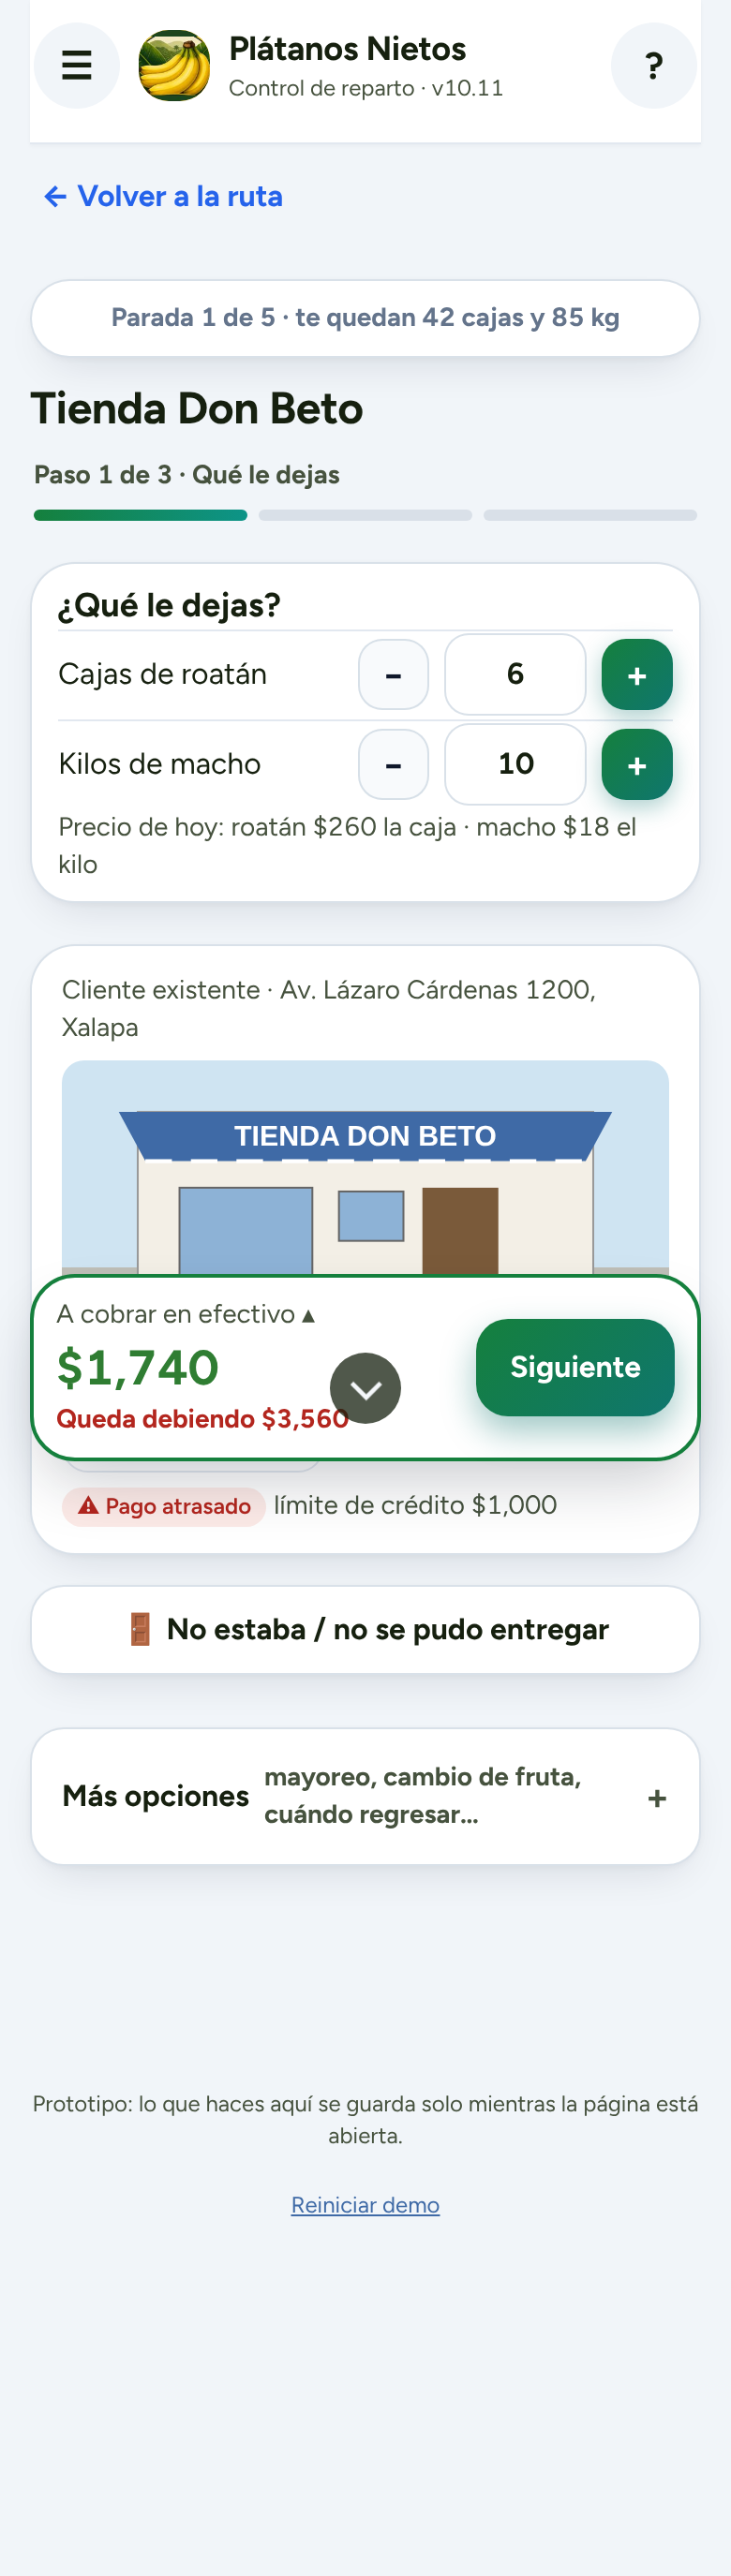 ☰
Plátanos Nietos
Control de reparto · v10.11
?
← Volver a la ruta
Parada 1 de 5 · te quedan 42 cajas y 85 kg
Tienda Don Beto
Paso 1 de 3 · Qué le dejas
¿Qué le dejas?
Cajas de roatán − 6 +
Kilos de macho − 10 +
Precio de hoy: roatán $260 la caja · macho $18 el
kilo
Cliente existente · Av. Lázaro Cárdenas 1200,
Xalapa
TIENDA DON BETO
A cobrar en efectivo ▴
$1,740
Queda debiendo $3,560
Siguiente
⚠ Pago atrasado límite de crédito $1,000
🚪 No estaba / no se pudo entregar
Más opciones
mayoreo, cambio de fruta,
cuándo regresar...
+
Prototipo: lo que haces aquí se guarda solo mientras la página está
abierta.
Reiniciar demo